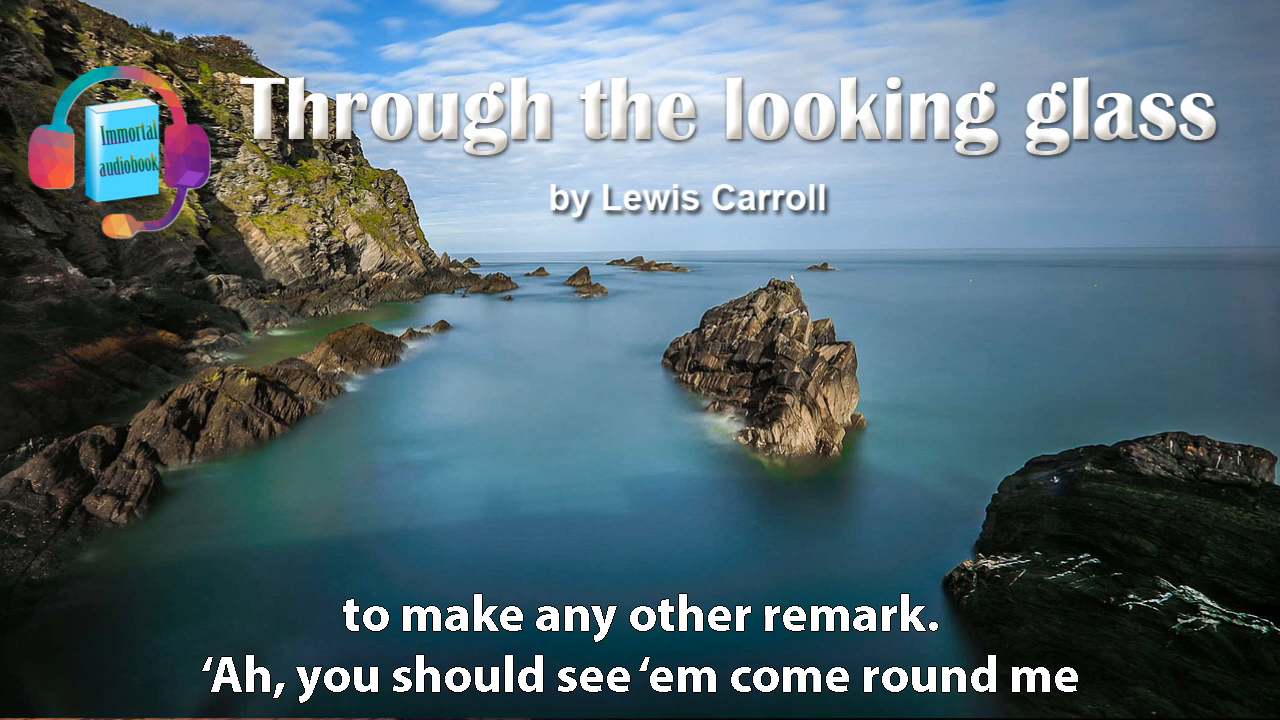 Through the looking glass
Immortal
audiobook
by Lewis Carroll
to make any other remark.
‘Ah, you should see ‘em come round me